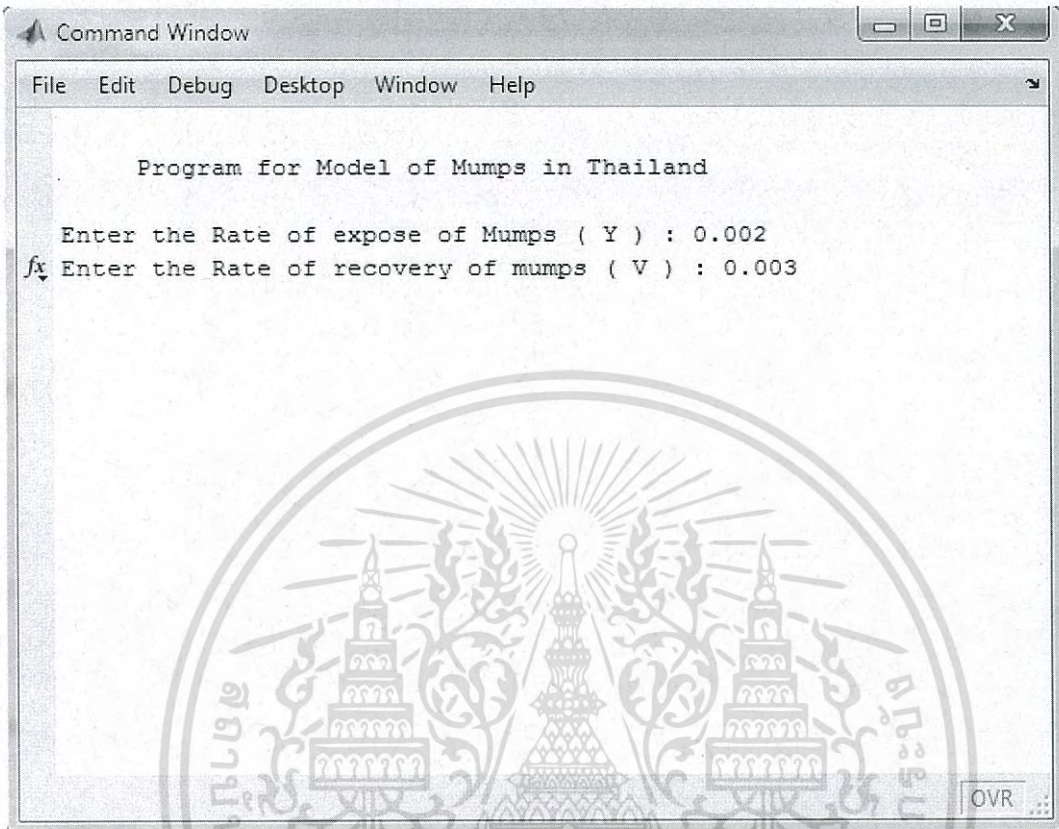 Command Window
File Edit Debug Desktop Window Help
Program for Model of Mumps in Thailand
Enter the Rate of expose of Mumps ( Y ) : 0.002
fx Enter the Rate of recovery of mumps ( V ) : 0.003
OVR